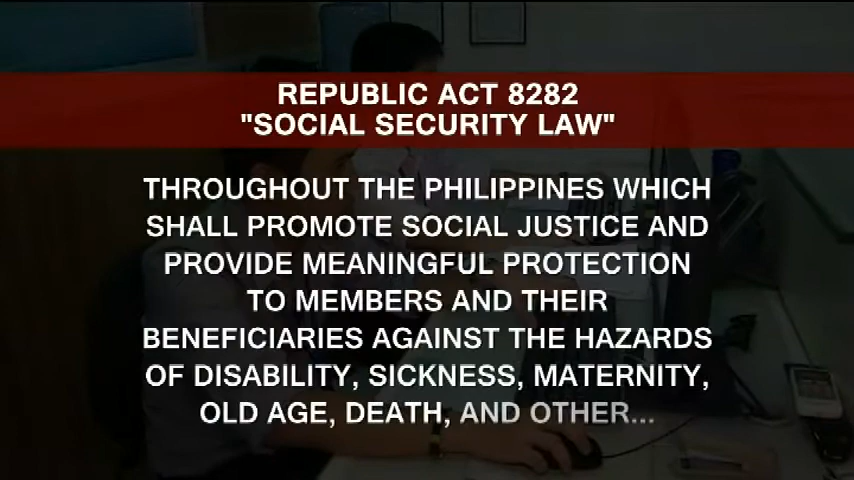 REPUBLIC ACT 8282
"SOCIAL SECURITY LAW"
THROUGHOUT THE PHILIPPINES WHICH
SHALL PROMOTE SOCIAL JUSTICE AND
PROVIDE MEANINGFUL PROTECTION
TO MEMBERS AND THEIR
BENEFICIARIES AGAINST THE HAZARDS
OF DISABILITY, SICKNESS, MATERNITY,
OLD AGE, DEATH, AND OTHER...